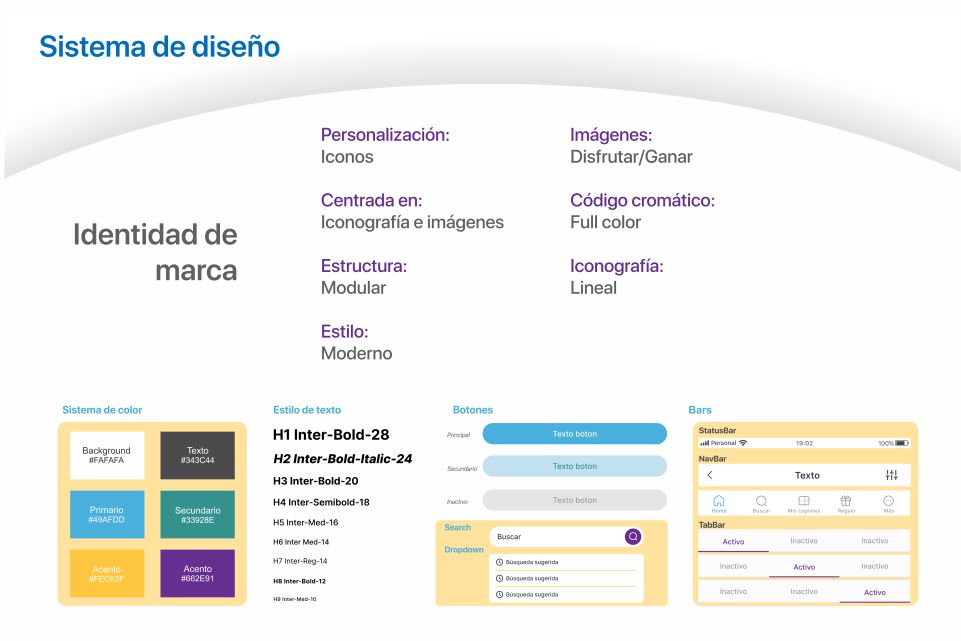 Sistema de diseño
Identidad de
marca
Personalización:
Iconos
Centrada en:
Iconografía e imágenes
Estructura:
Modular
Estilo:
Moderno
Imágenes:
Disfrutar/Ganar
Código cromático:
Full color
Iconografía:
Lineal
Sistema de color
Background
#FAFAFA
Texto
#343C44
Primario
#49AFDD
Secundario
#33928E
Acento
#FEC63F
Acento
#662E91
Estilo de texto
H1 Inter-Bold-28
H2 Inter-Bold-Italic-24
H3 Inter-Bold-20
H4 Inter-Semibold-18
H5 Inter-Med-16
H6 Inter Med-14
H7 Inter-Reg-14
H8 Inter-Bold-12
H9 Inter-Med-10
Botones
Principal
Texto boton
Secundario
Texto boton
Inactivo
Texto boton
Search
Buscar
Dropdown
Búsqueda sugerida
Búsqueda sugerida
Búsqueda sugerida
Bars
StatusBar
Personal 19:02 100%
NavBar
Texto
Home Buscar Mis cupones Regalo Más
TabBar
Activo Inactivo Inactivo
Inactivo Activo Inactivo
Inactivo Inactivo Activo